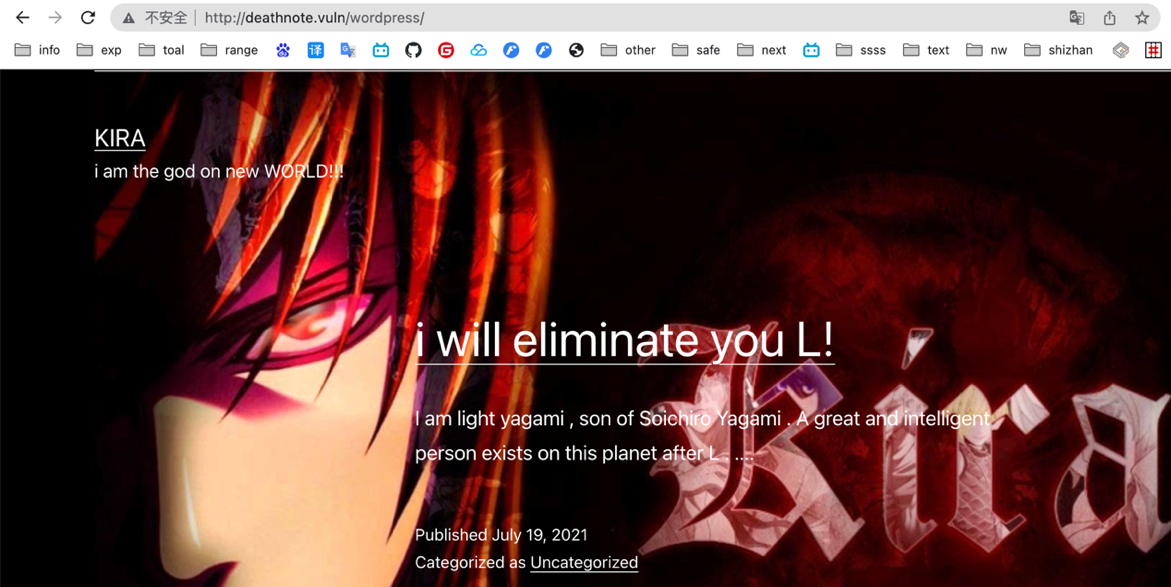 不安全 http://deathnote.vuln/wordpress/
info exp toal range 译 other safe next ssss text nw shizhan
KIRA
i am the god on new WORLD!!!
i will eliminate you L!
I am light yagami , son of Soichiro Yagami . A great and intelligent
person exists on this planet after L . ....
Kira
Published July 19, 2021
Categorized as Uncategorized